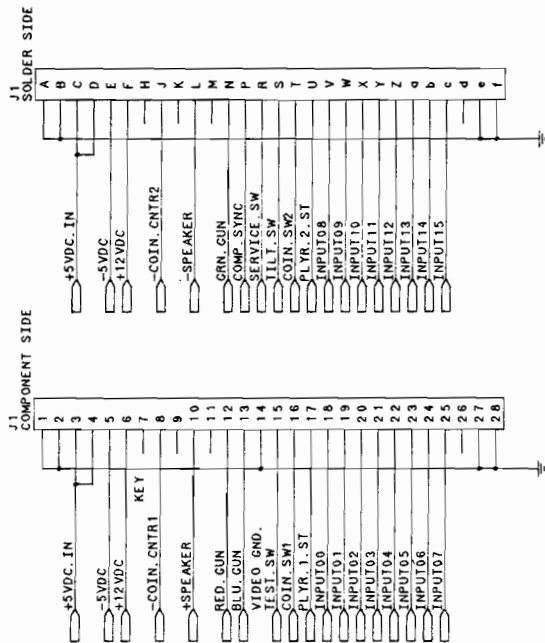 J1
SOLDER SIDE
A
+5VDC.IN
B
C
D
-5VDC
E
+12VDC
F
H
-COIN.CNTR2
J
K
-SPEAKER
L
M
GRN.GUN
N
COMP.SYNC
P
SERVICE.SW
R
TILT.SW
S
COIN.SW2
T
PLYR.2.ST
U
INPUT08
V
INPUT09
W
INPUT10
X
INPUT11
Y
INPUT12
Z
INPUT13
a
INPUT14
b
INPUT15
c
d
e
f
J1
COMPONENT SIDE
1
2
+5VDC.IN
3
4
-5VDC
5
+12VDC
6
KEY
7
-COIN.CNTR1
8
9
+SPEAKER
10
11
RED.GUN
12
BLU.GUN
13
VIDEO GND.
14
TEST.SW
15
COIN.SW1
16
PLYR.1.ST
17
INPUT00
18
INPUT01
19
INPUT02
20
INPUT03
21
INPUT04
22
INPUT05
23
INPUT06
24
INPUT07
25
26
27
28